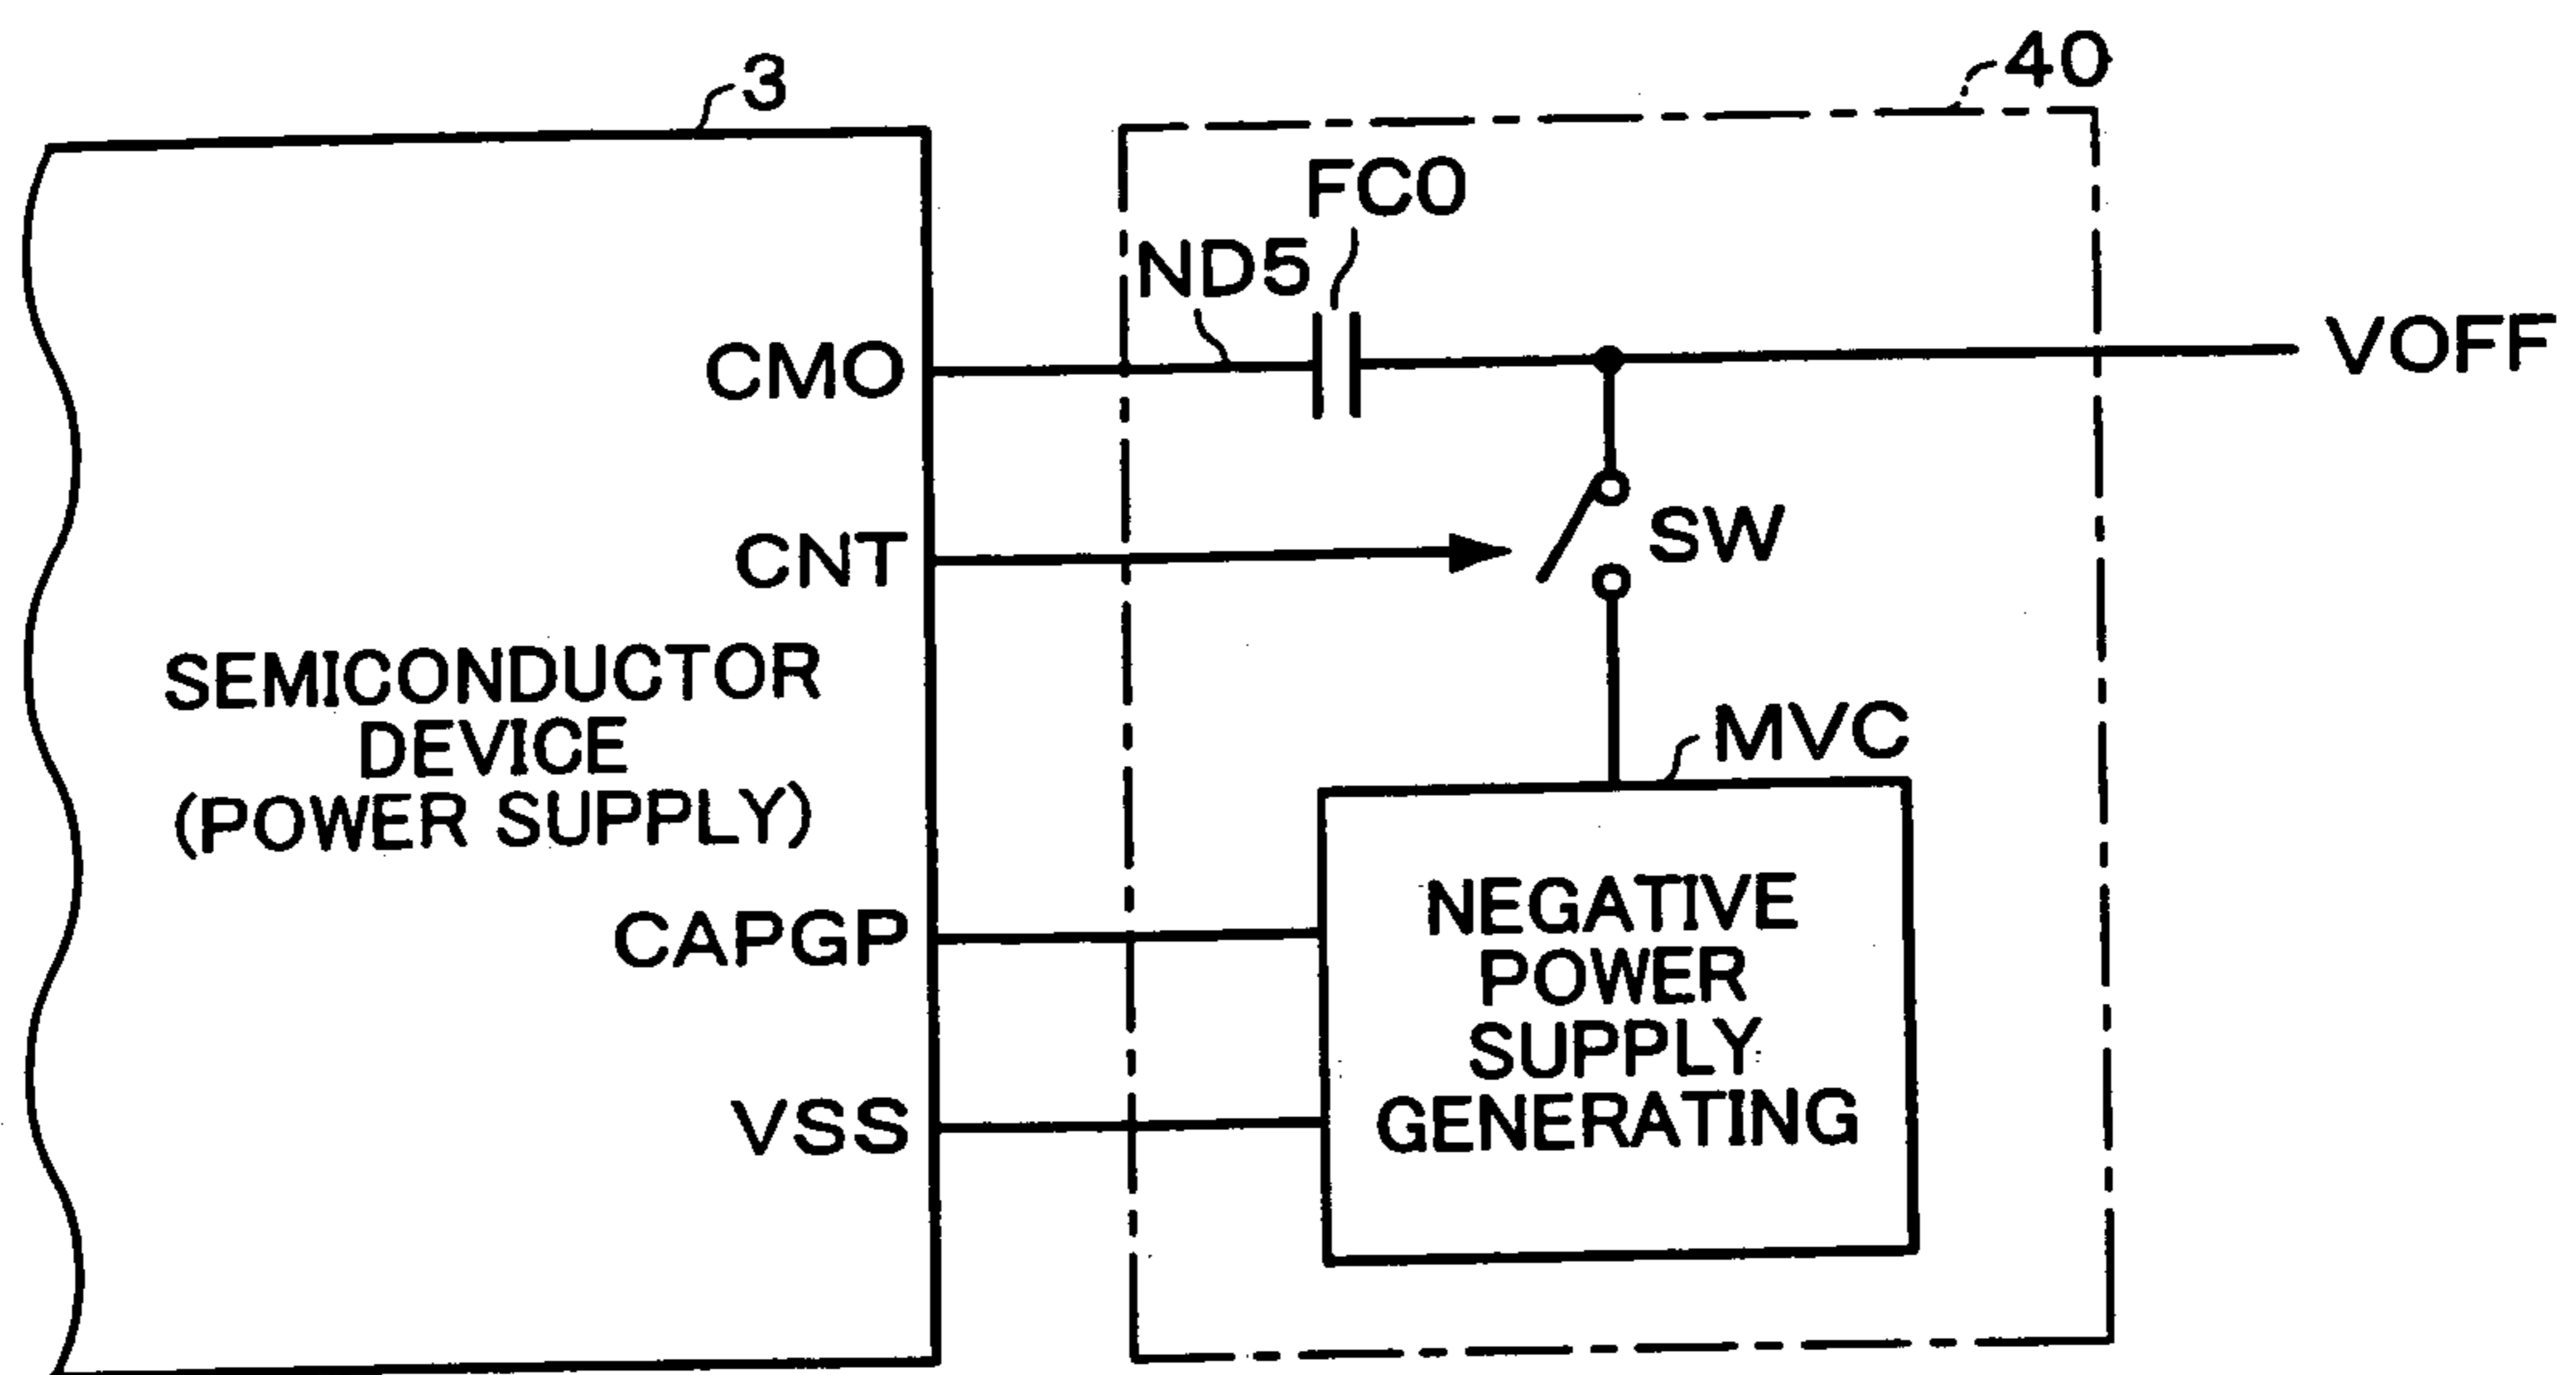 3
40
FC0
ND5
CMO
VOFF
CNT
SW
SEMICONDUCTOR
DEVICE
(POWER SUPPLY)
MVC
CAPGP
NEGATIVE
POWER
SUPPLY
GENERATING
VSS